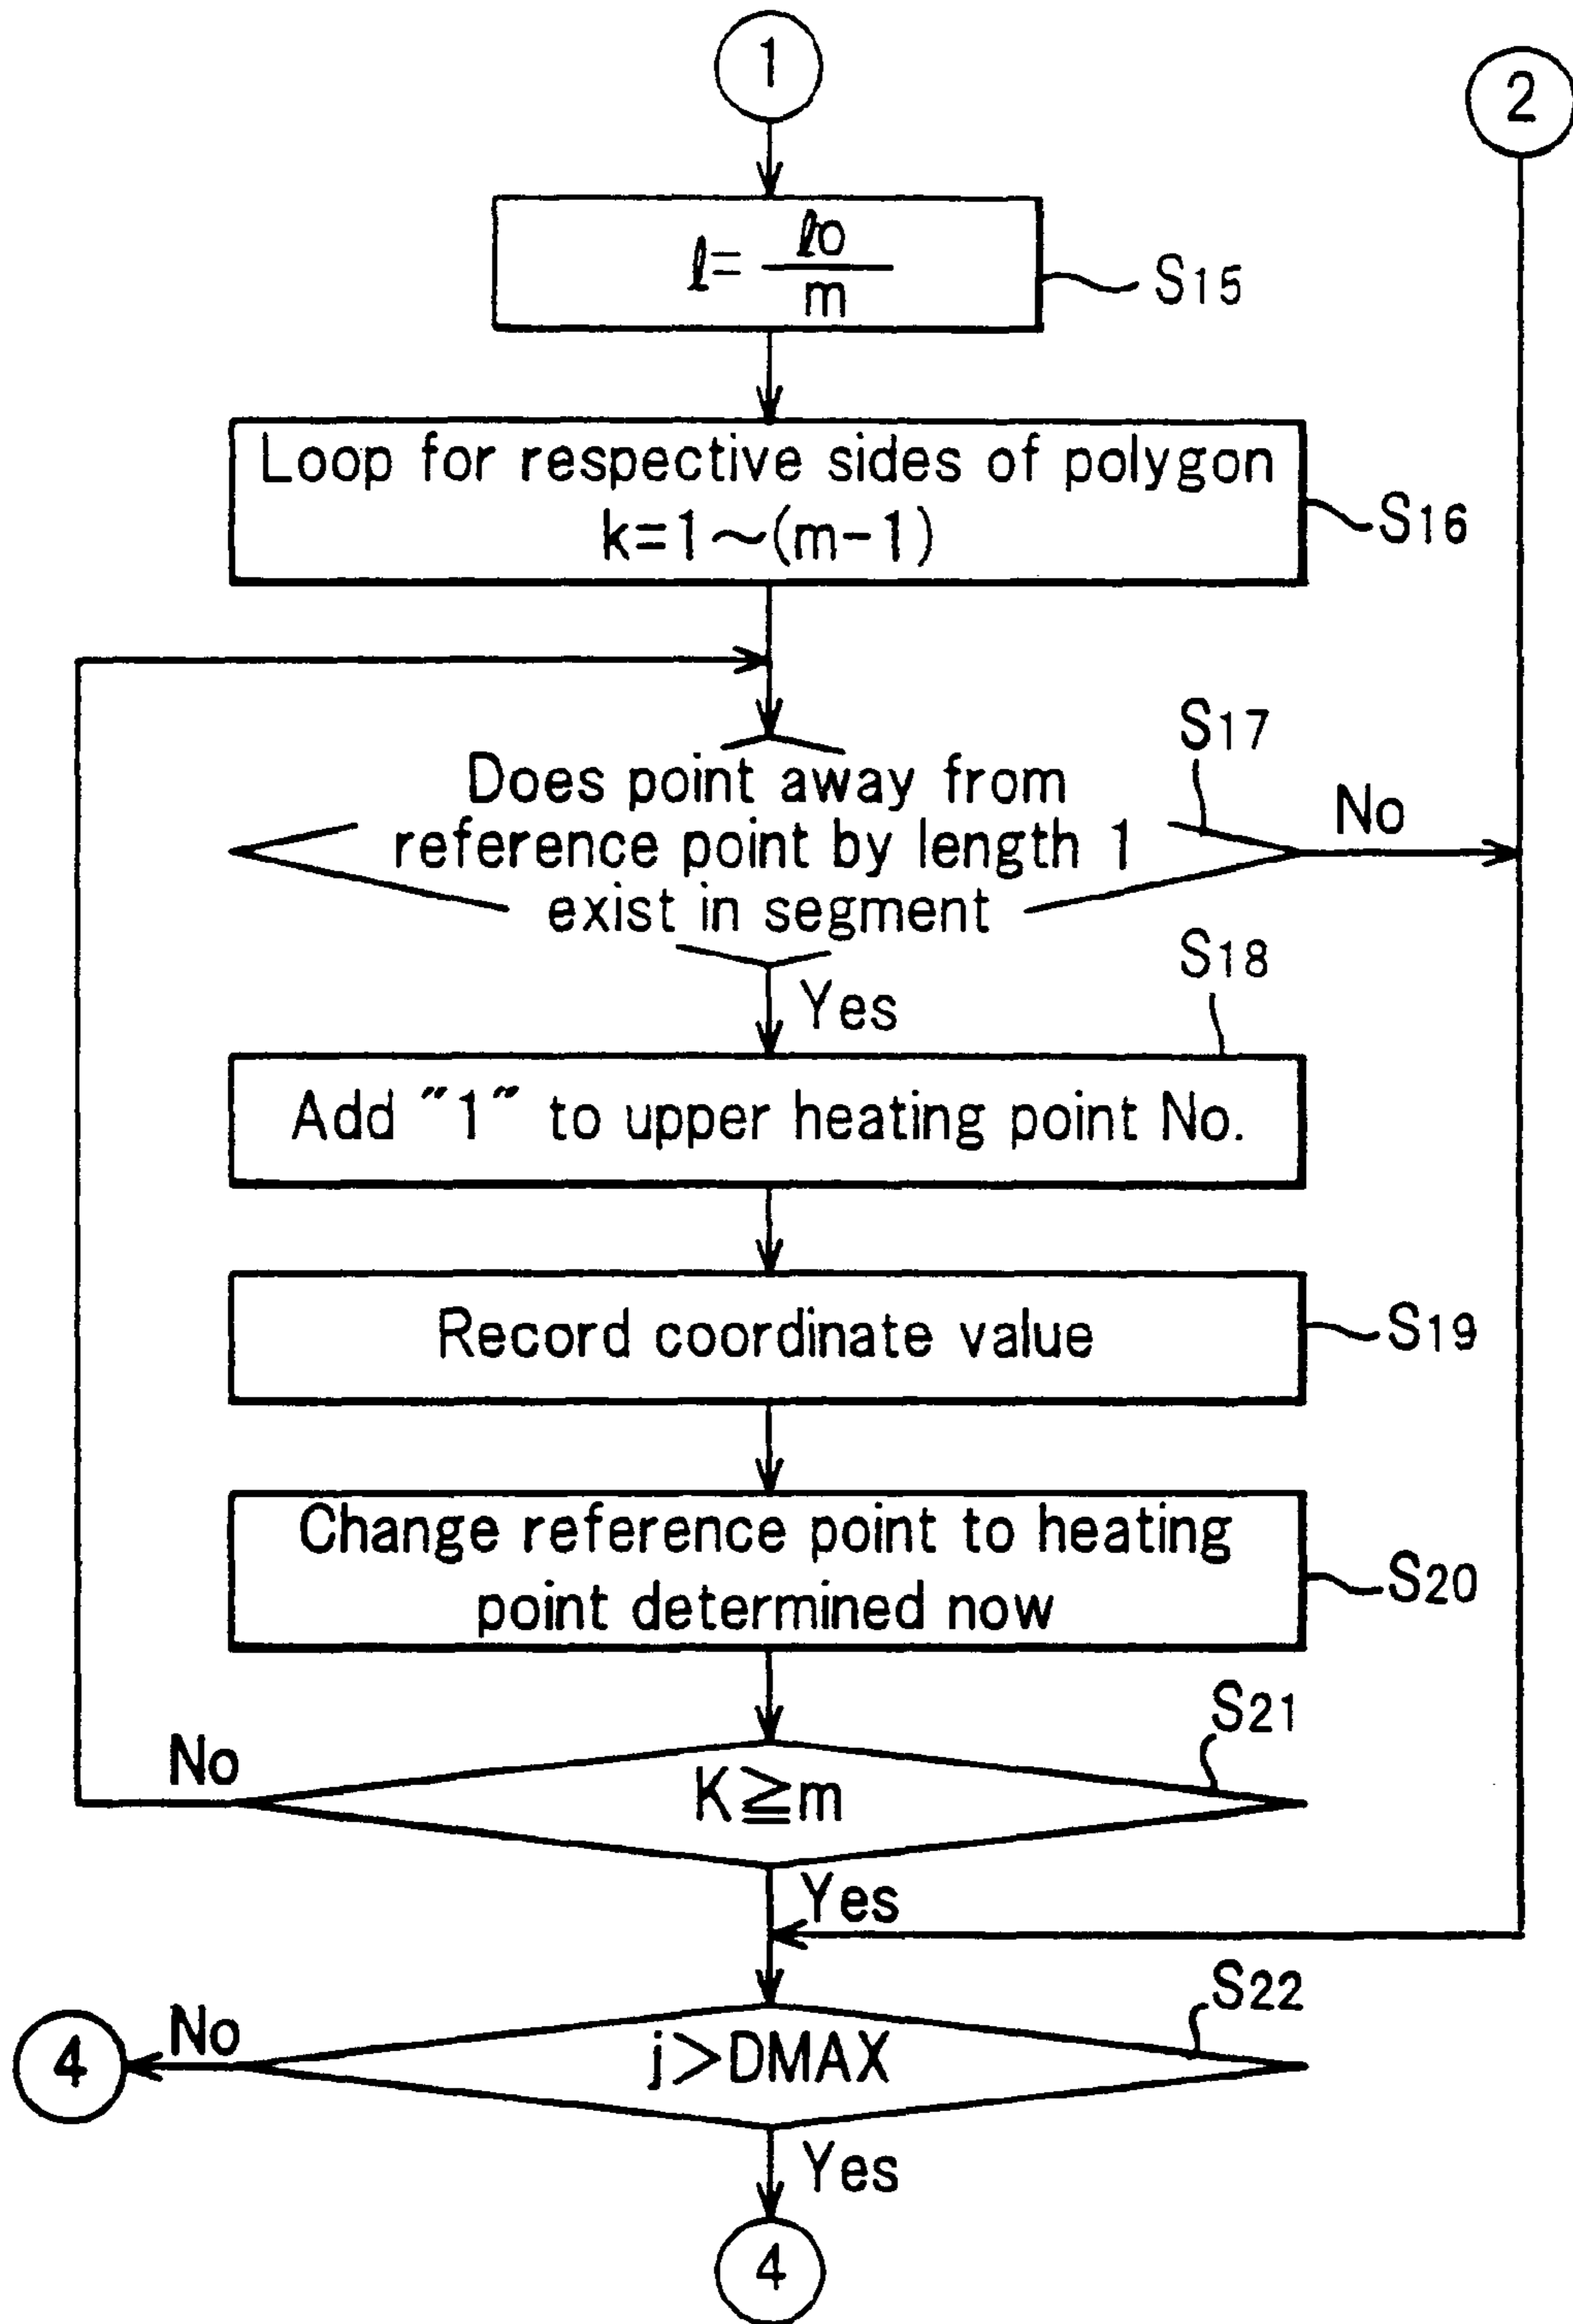 1
2
ℓ= ℓ0
m
S15
Loop for respective sides of polygon
k=1~(m-1)
S16
S17
Does point away from
reference point by length 1
exist in segment
No
Yes
S18
Add "1" to upper heating point No.
Record coordinate value
S19
Change reference point to heating
point determined now
S20
S21
No
K≧m
Yes
S22
4
No
j>DMAX
Yes
4